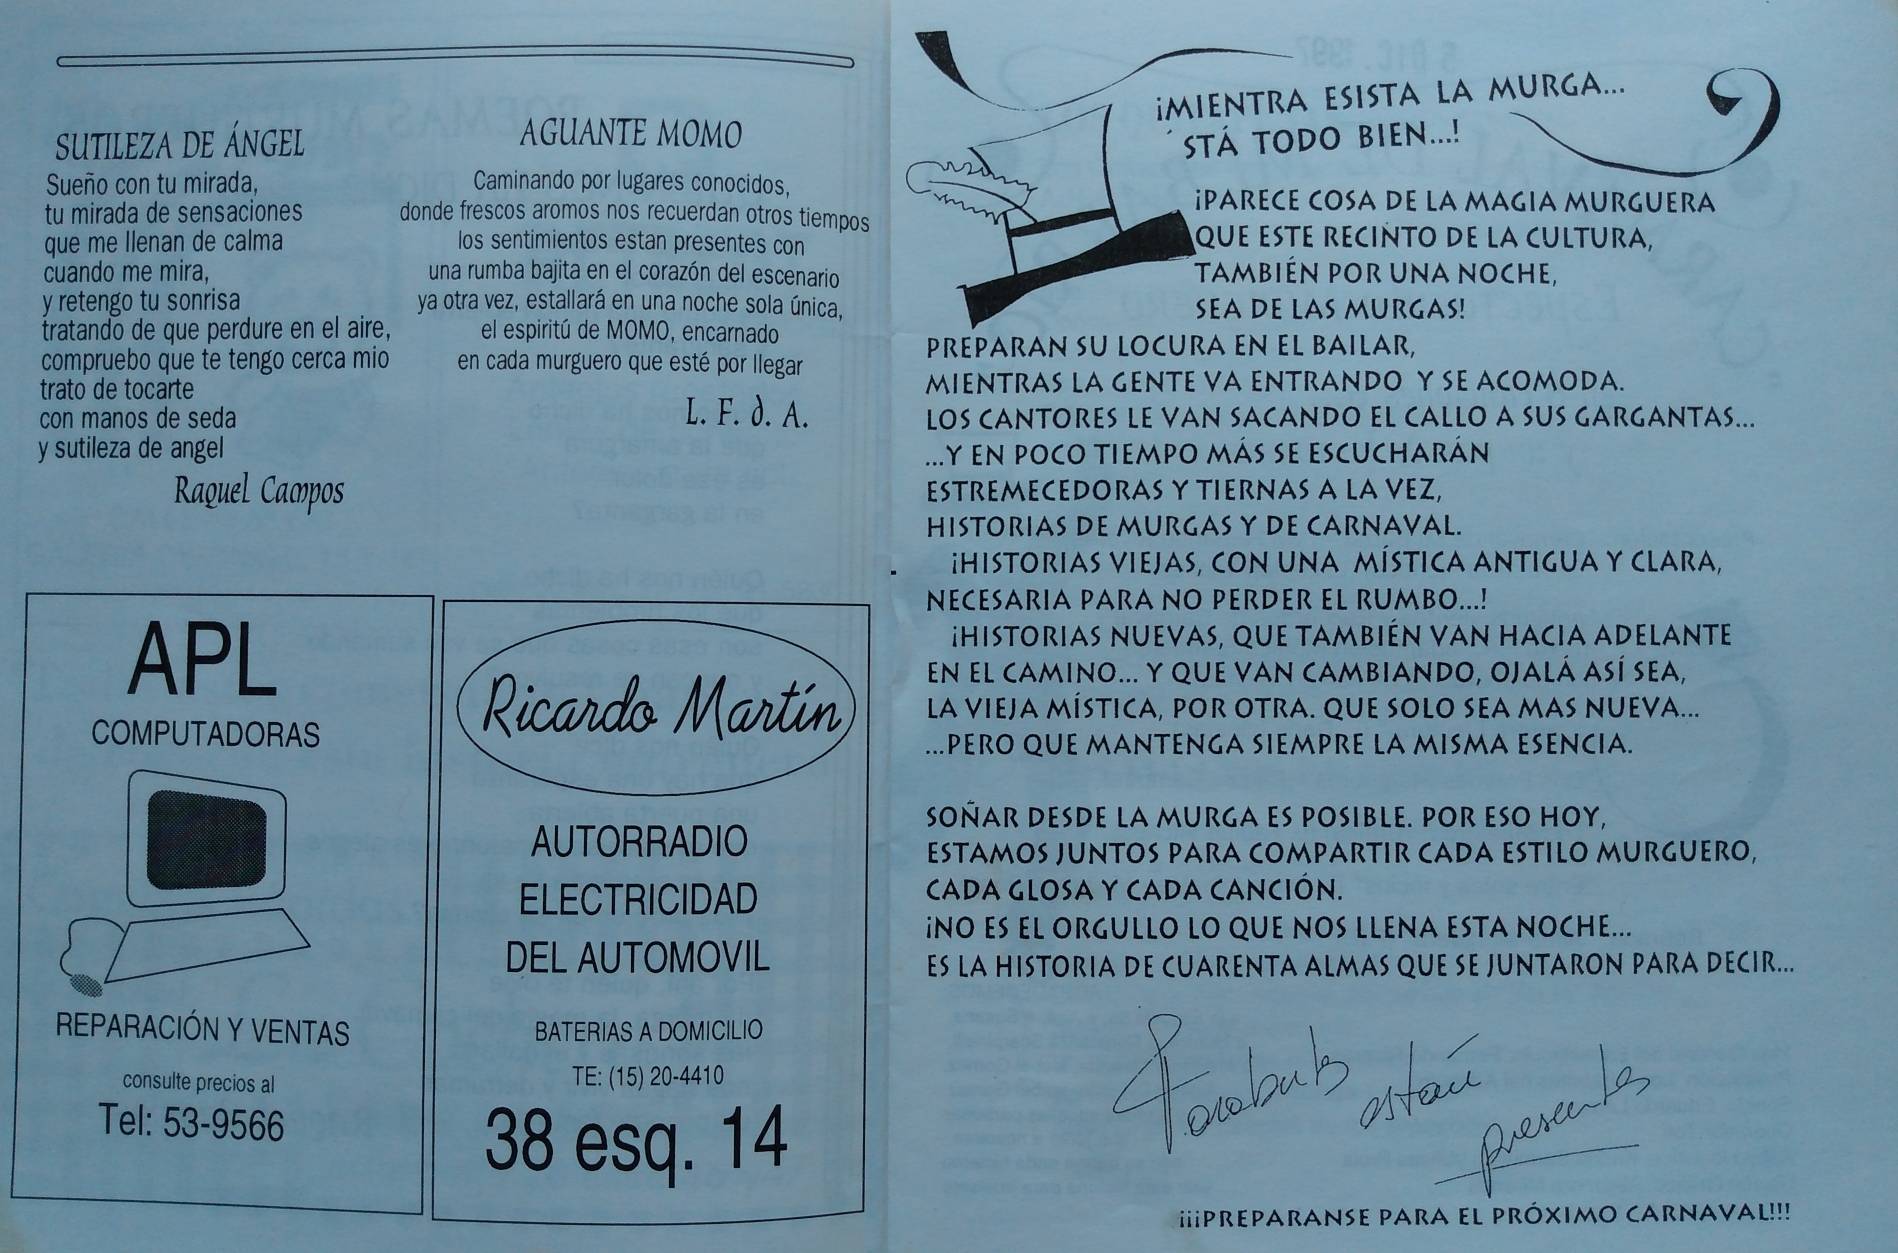 SUTILEZA DE ÁNGEL
Sueño con tu mirada,
tu mirada de sensaciones
que me llenan de calma
cuando me mira,
y retengo tu sonrisa
tratando de que perdure en el aire,
compruebo que te tengo cerca mio
trato de tocarte
con manos de seda
y sutileza de angel
Raquel Campos
AGUANTE MOMO
Caminando por lugares conocidos,
donde frescos aromos nos recuerdan otros tiempos
los sentimientos estan presentes con
una rumba bajita en el corazón del escenario
ya otra vez, estallará en una noche sola única,
el espiritú de MOMO, encarnado
en cada murguero que esté por llegar
L. F. d. A.
APL
COMPUTADORAS
REPARACIÓN Y VENTAS
consulte precios al
Tel: 53-9566
Ricardo Martín
AUTORRADIO
ELECTRICIDAD
DEL AUTOMOVIL
BATERIAS A DOMICILIO
TE: (15) 20-4410
38 esq. 14
¡MIENTRA ESISTA LA MURGA...
´STÁ TODO BIEN...!
¡PARECE COSA DE LA MAGIA MURGUERA
QUE ESTE RECINTO DE LA CULTURA,
TAMBIÉN POR UNA NOCHE,
SEA DE LAS MURGAS!
PREPARAN SU LOCURA EN EL BAILAR,
MIENTRAS LA GENTE VA ENTRANDO Y SE ACOMODA.
LOS CANTORES LE VAN SACANDO EL CALLO A SUS GARGANTAS...
...Y EN POCO TIEMPO MÁS SE ESCUCHARÁN
ESTREMECEDORAS Y TIERNAS A LA VEZ,
HISTORIAS DE MURGAS Y DE CARNAVAL.
¡HISTORIAS VIEJAS, CON UNA MÍSTICA ANTIGUA Y CLARA,
NECESARIA PARA NO PERDER EL RUMBO...!
¡HISTORIAS NUEVAS, QUE TAMBIÉN VAN HACIA ADELANTE
EN EL CAMINO... Y QUE VAN CAMBIANDO, OJALÁ ASÍ SEA,
LA VIEJA MÍSTICA, POR OTRA. QUE SOLO SEA MAS NUEVA...
...PERO QUE MANTENGA SIEMPRE LA MISMA ESENCIA.
SOÑAR DESDE LA MURGA ES POSIBLE. POR ESO HOY,
ESTAMOS JUNTOS PARA COMPARTIR CADA ESTILO MURGUERO,
CADA GLOSA Y CADA CANCIÓN.
¡NO ES EL ORGULLO LO QUE NOS LLENA ESTA NOCHE...
ES LA HISTORIA DE CUARENTA ALMAS QUE SE JUNTARON PARA DECIR...
están
presentes
¡¡¡PREPARANSE PARA EL PRÓXIMO CARNAVAL!!!